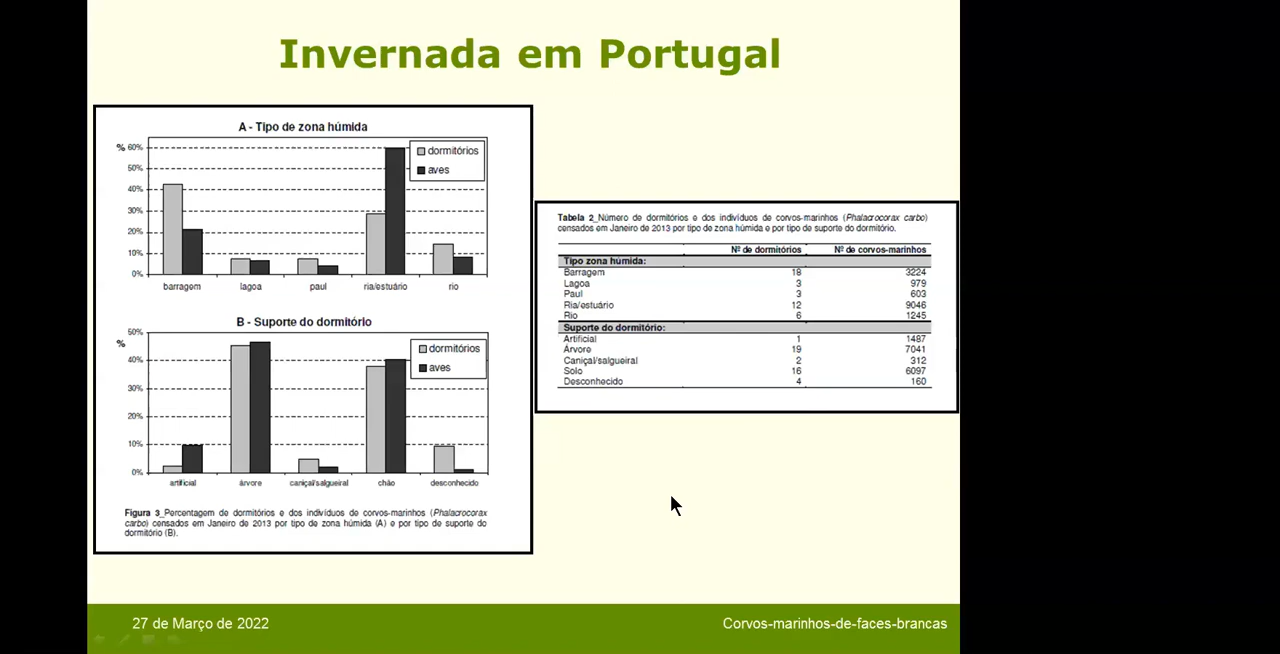 Invernada em Portugal
A - Tipo de zona húmida
%
60%
50%
40%
30%
20%
10%
0%
dormitórios
aves
barragem lagoa paul ria/estuário rio
B - Suporte do dormitório
%
50%
40%
30%
20%
10%
0%
dormitórios
aves
artificial árvore caniçal/salgueiral chão desconhecido
Figura 3_Percentagem de dormitórios e dos indivíduos de corvos-marinhos (Phalacrocorax
carbo) censados em Janeiro de 2013 por tipo de zona húmida (A) e por tipo de suporte do
dormitório (B).
Tabela 2_Número de dormitórios e dos indivíduos de corvos-marinhos (Phalacrocorax carbo)
censados em Janeiro de 2013 por tipo de zona húmida e por tipo de suporte do dormitório.
Nº de dormitórios Nº de corvos-marinhos
Tipo zona húmida:
Barragem 18 3224
Lagoa 3 979
Paul 3 603
Ria/estuário 12 9046
Rio 6 1245
Suporte do dormitório:
Artificial 1 1487
Árvore 19 7041
Caniçal/salgueiral 2 312
Solo 16 6097
Desconhecido 4 160
27 de Março de 2022
Corvos-marinhos-de-faces-brancas